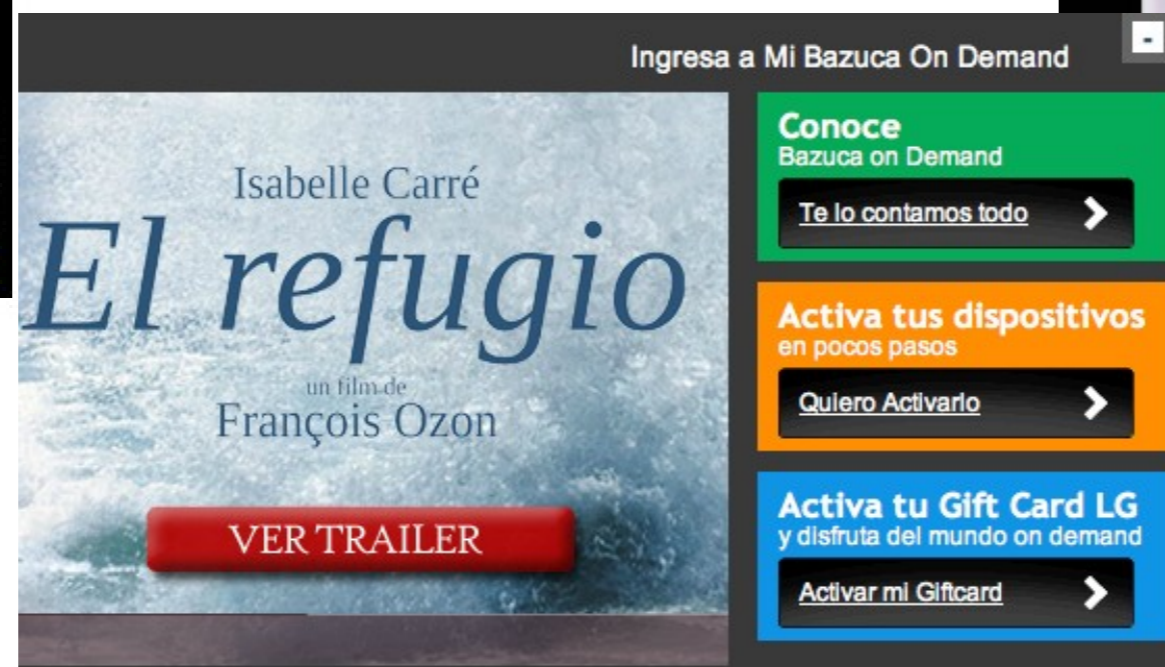 Ingresa a Mi Bazuca On Demand
-
Isabelle Carré
El refugio
un film de
François Ozon
VER TRAILER
Conoce
Bazuca on Demand
Te lo contamos todo
Activa tus dispositivos
en pocos pasos
Quiero Activarlo
Activa tu Gift Card LG
y disfruta del mundo on demand
Activar mi Giftcard